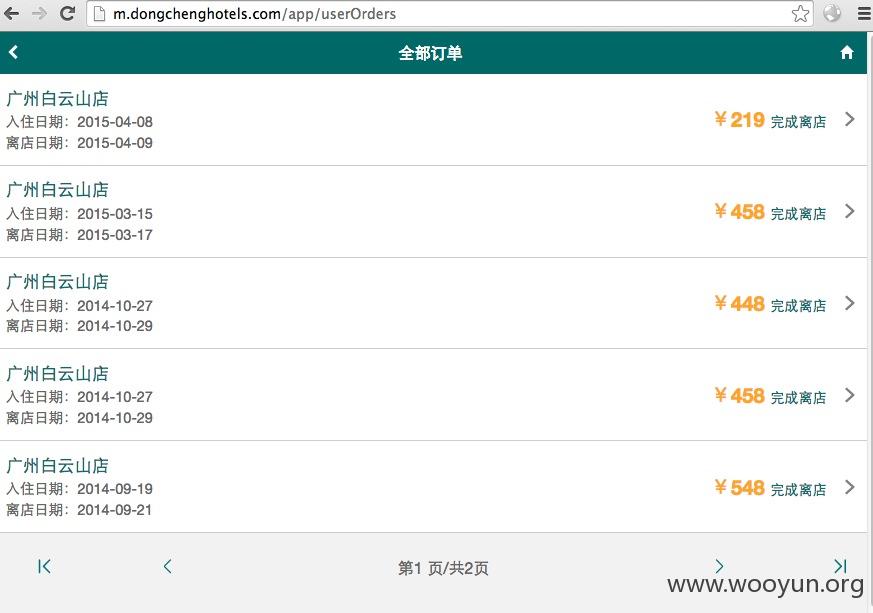 m.dongchenghotels.com/app/userOrders
全部订单
广州白云山店
入住日期：2015-04-08
离店日期：2015-04-09
￥219 完成离店
广州白云山店
入住日期：2015-03-15
离店日期：2015-03-17
￥458 完成离店
广州白云山店
入住日期：2014-10-27
离店日期：2014-10-29
￥448 完成离店
广州白云山店
入住日期：2014-10-27
离店日期：2014-10-29
￥458 完成离店
广州白云山店
入住日期：2014-09-19
离店日期：2014-09-21
￥548 完成离店
第1 页/共2页
www.wooyun.org